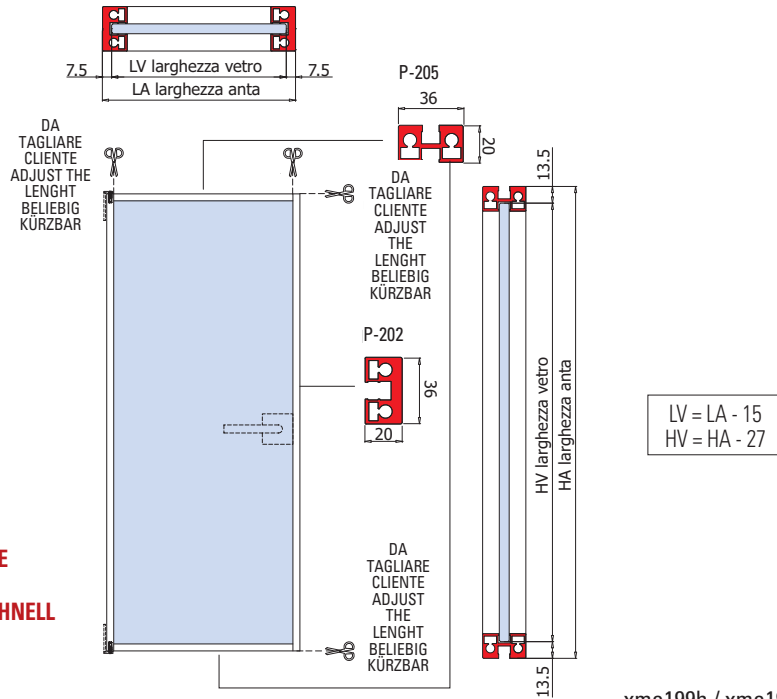 7.5
LV larghezza vetro
7.5
LA larghezza anta
P-205
36
20
DA
TAGLIARE
CLIENTE
ADJUST THE
LENGHT
BELIEBIG
KÜRZBAR
DA
TAGLIARE
CLIENTE
ADJUST
THE
LENGHT
BELIEBIG
KÜRZBAR
13.5
P-202
36
20
HV larghezza vetro
HA larghezza anta
LV = LA - 15
HV = HA - 27
DA
TAGLIARE
CLIENTE
ADJUST
THE
LENGHT
BELIEBIG
KÜRZBAR
E
HNELL
13.5